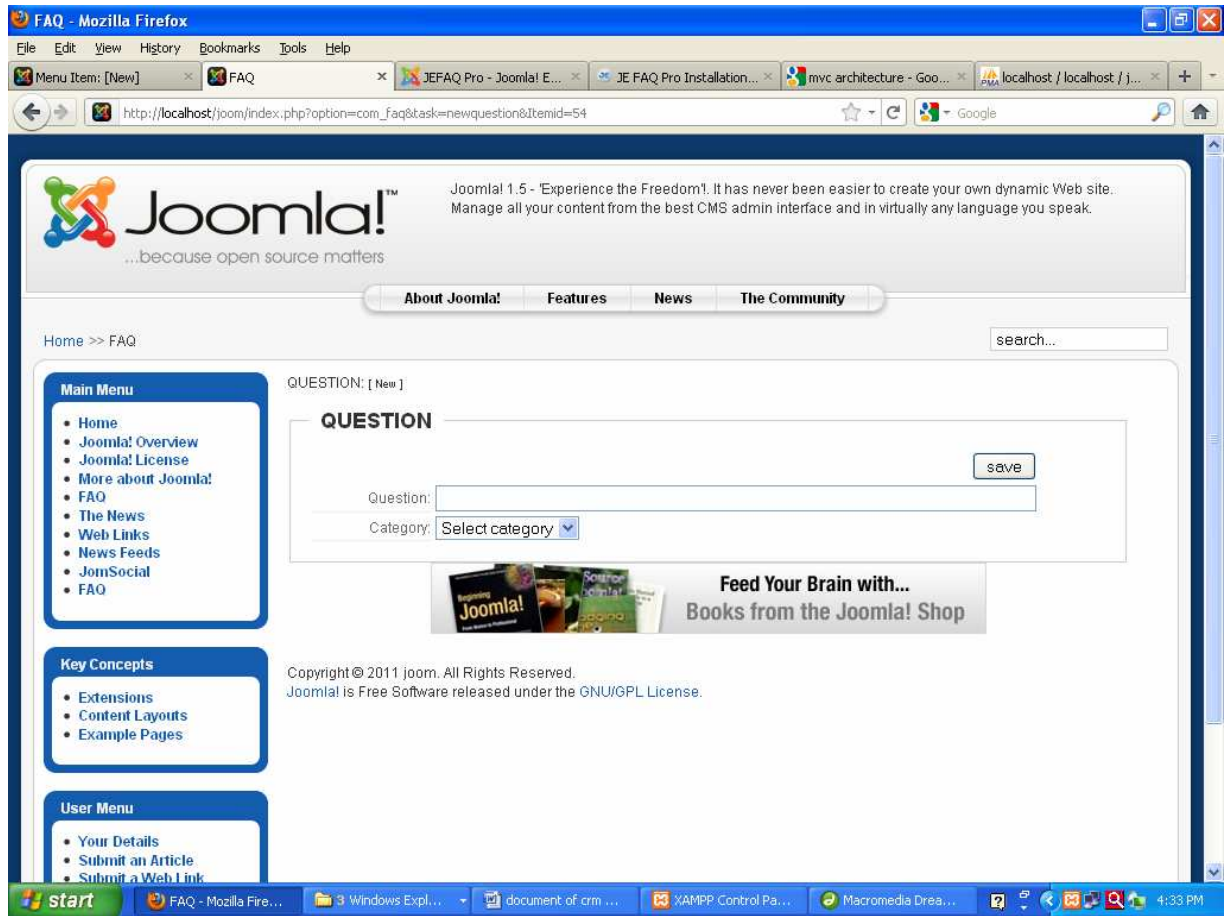 FAQ - Mozilla Firefox
File Edit View History Bookmarks Tools Help
Menu Item: [New]
FAQ
JEFAQ Pro - Joomla! E...
JE FAQ Pro Installation...
mvc architecture - Goo...
localhost / localhost / j...
http://localhost/joom/index.php?option=com_faq&task=newquestion&Itemid=54
Google
Joomla!™
...because open source matters
Joomla! 1.5 - 'Experience the Freedom'!. It has never been easier to create your own dynamic Web site.
Manage all your content from the best CMS admin interface and in virtually any language you speak.
About Joomla! Features News The Community
Home >> FAQ
search...
Main Menu
Home
Joomla! Overview
Joomla! License
More about Joomla!
FAQ
The News
Web Links
News Feeds
JomSocial
FAQ
QUESTION: [ New ]
QUESTION
save
Question:
Category: Select category
Beginning
Joomla!
Source
Feed Your Brain with...
Books from the Joomla! Shop
Key Concepts
Extensions
Content Layouts
Example Pages
Copyright © 2011 joom. All Rights Reserved.
Joomla! is Free Software released under the GNU/GPL License.
User Menu
Your Details
Submit an Article
Submit a Web Link
start
FAQ - Mozilla Fire...
3 Windows Expl...
document of crm ...
XAMPP Control Pa...
Macromedia Drea...
4:33 PM